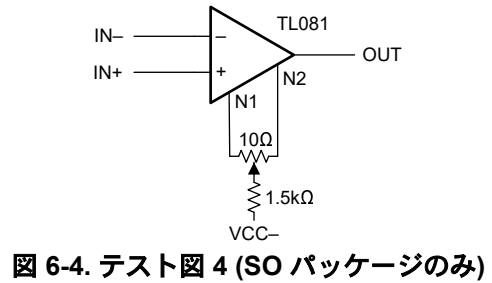 TL081
IN–
–
OUT
IN+
+
N2
N1
10Ω
1.5kΩ
VCC–
図 6-4. テスト図 4 (SO パッケージのみ)